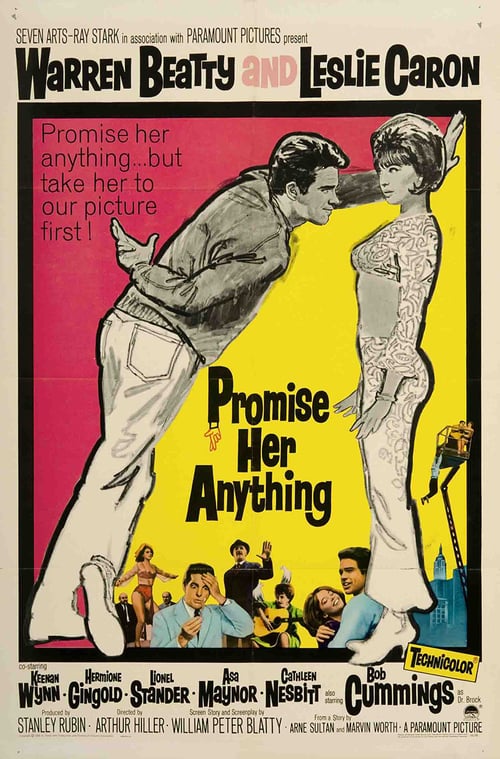 SEVEN ARTS-RAY STARK in association with PARAMOUNT PICTURES present
WARREN BEATTY AND LESLIE CARON
Promise her
anything...but
take her to
our picture
first!
Promise
Her
Anything
TECHNICOLOR®
co-starring
KEENAN WYNN · HERMIONE GINGOLD · LIONEL STANDER · ASA MAYNOR · CATHLEEN NESBITT also starring BOB CUMMINGS as Dr. Brock
Produced by STANLEY RUBIN · Directed by ARTHUR HILLER · Screen Story and Screenplay by WILLIAM PETER BLATTY · From a Story by ARNE SULTAN and MARVIN WORTH · A PARAMOUNT PICTURE